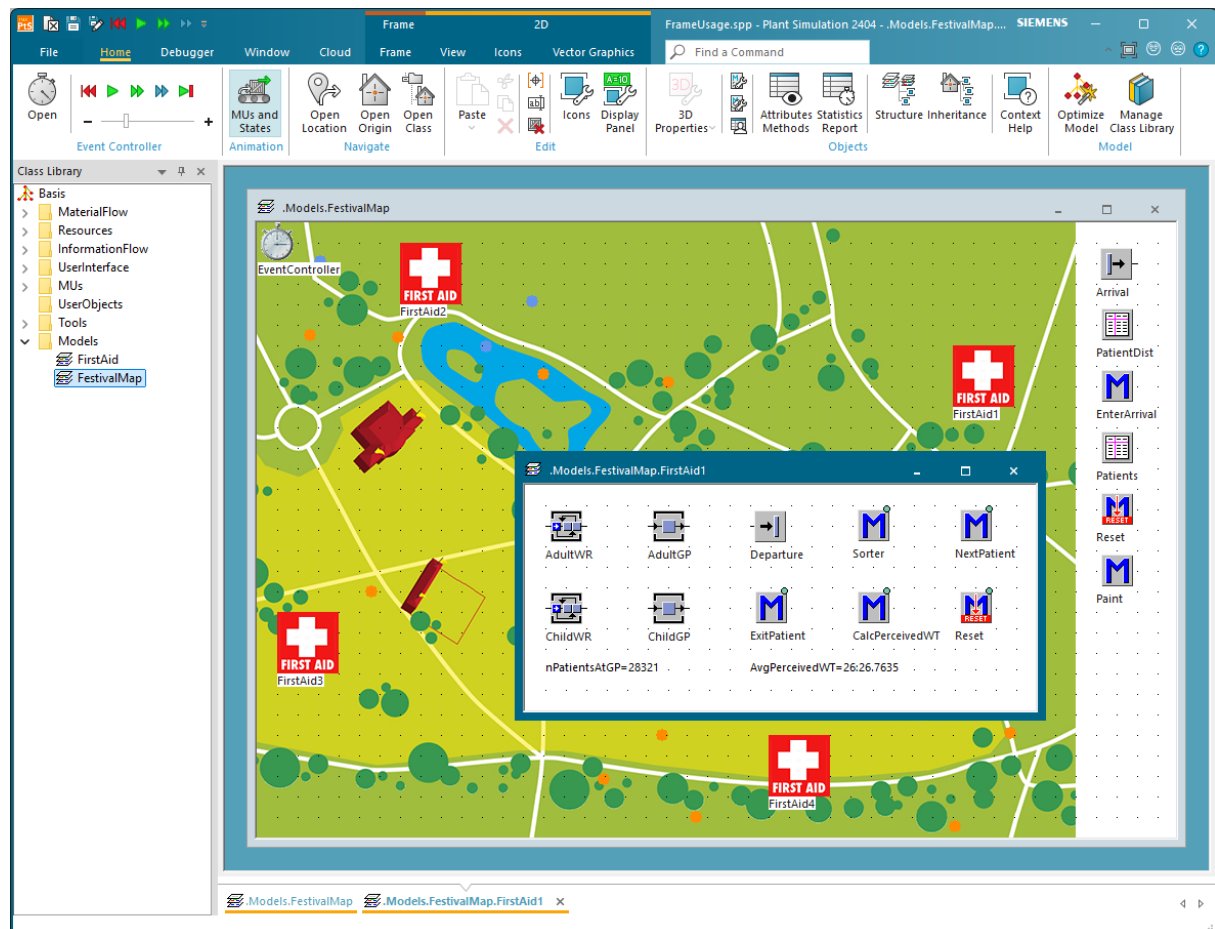 PtS
Frame
2D
FrameUsage.spp - Plant Simulation 2404 - .Models.FestivalMap....
SIEMENS
File
Home
Debugger
Window
Cloud
Frame
View
Icons
Vector Graphics
Find a Command
Open
Event Controller
MUs and States
Animation
Open Location
Open Origin
Open Class
Navigate
Paste
Icons
Display Panel
Edit
3D Properties
Attributes Methods
Statistics Report
Structure
Inheritance
Objects
Context Help
Optimize Model
Manage Class Library
Model
Class Library
Basis
MaterialFlow
Resources
InformationFlow
UserInterface
MUs
UserObjects
Tools
Models
FirstAid
FestivalMap
.Models.FestivalMap
EventController
FIRST AID
FirstAid2
FIRST AID
FirstAid1
Arrival
PatientDist
M
EnterArrival
Patients
M
RESET
Reset
M
Paint
.Models.FestivalMap.FirstAid1
AdultWR
AdultGP
Departure
M
Sorter
M
NextPatient
ChildWR
ChildGP
M
ExitPatient
M
CalcPerceivedWT
M
RESET
Reset
nPatientsAtGP=28321
AvgPerceivedWT=26:26.7635
FIRST AID
FirstAid3
FIRST AID
FirstAid4
.Models.FestivalMap
.Models.FestivalMap.FirstAid1